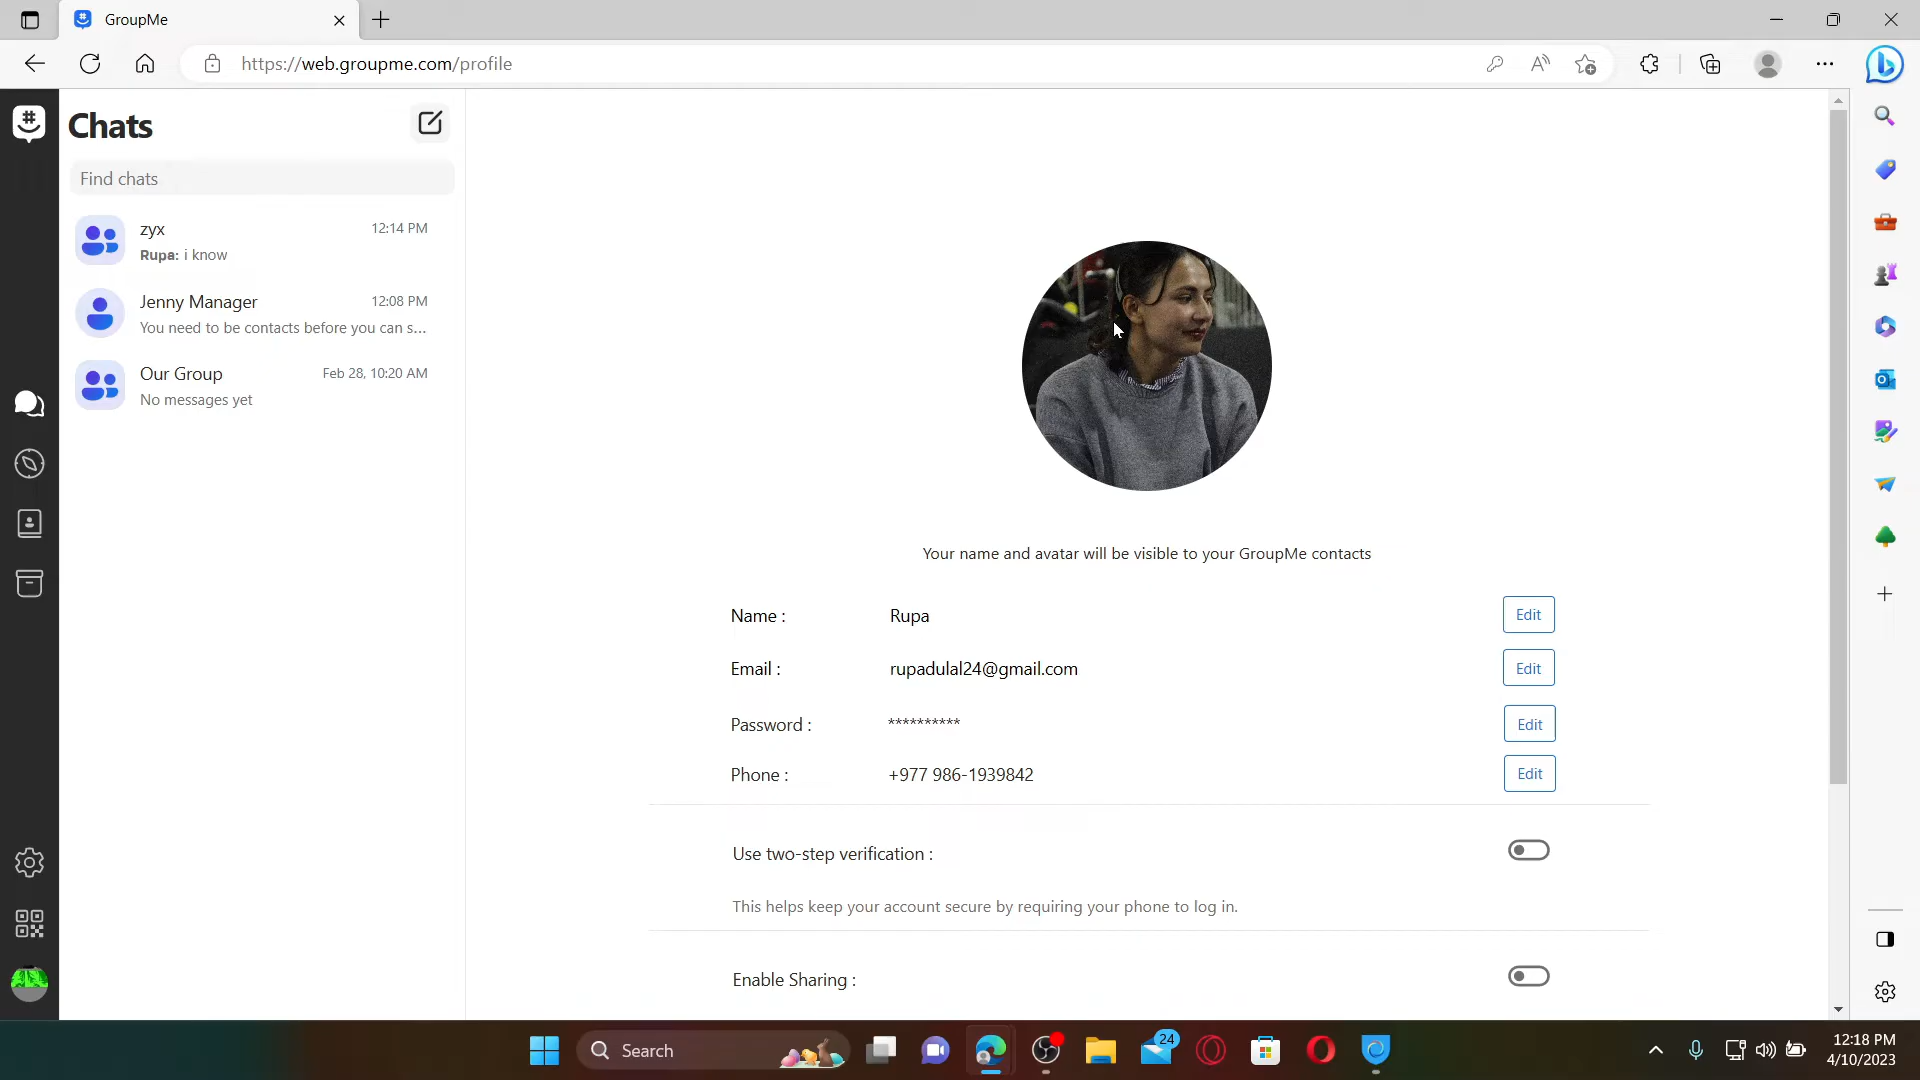 GroupMe
https://web.groupme.com/profile
Chats
Find chats
zyx 12:14 PM
Rupa: i know
Jenny Manager 12:08 PM
You need to be contacts before you can s...
Our Group Feb 28, 10:20 AM
No messages yet
Your name and avatar will be visible to your GroupMe contacts
Name : Rupa Edit
Email : rupadulal24@gmail.com Edit
Password : ********** Edit
Phone : +977 986-1939842 Edit
Use two-step verification :
This helps keep your account secure by requiring your phone to log in.
Enable Sharing :
Search
24
12:18 PM
4/10/2023